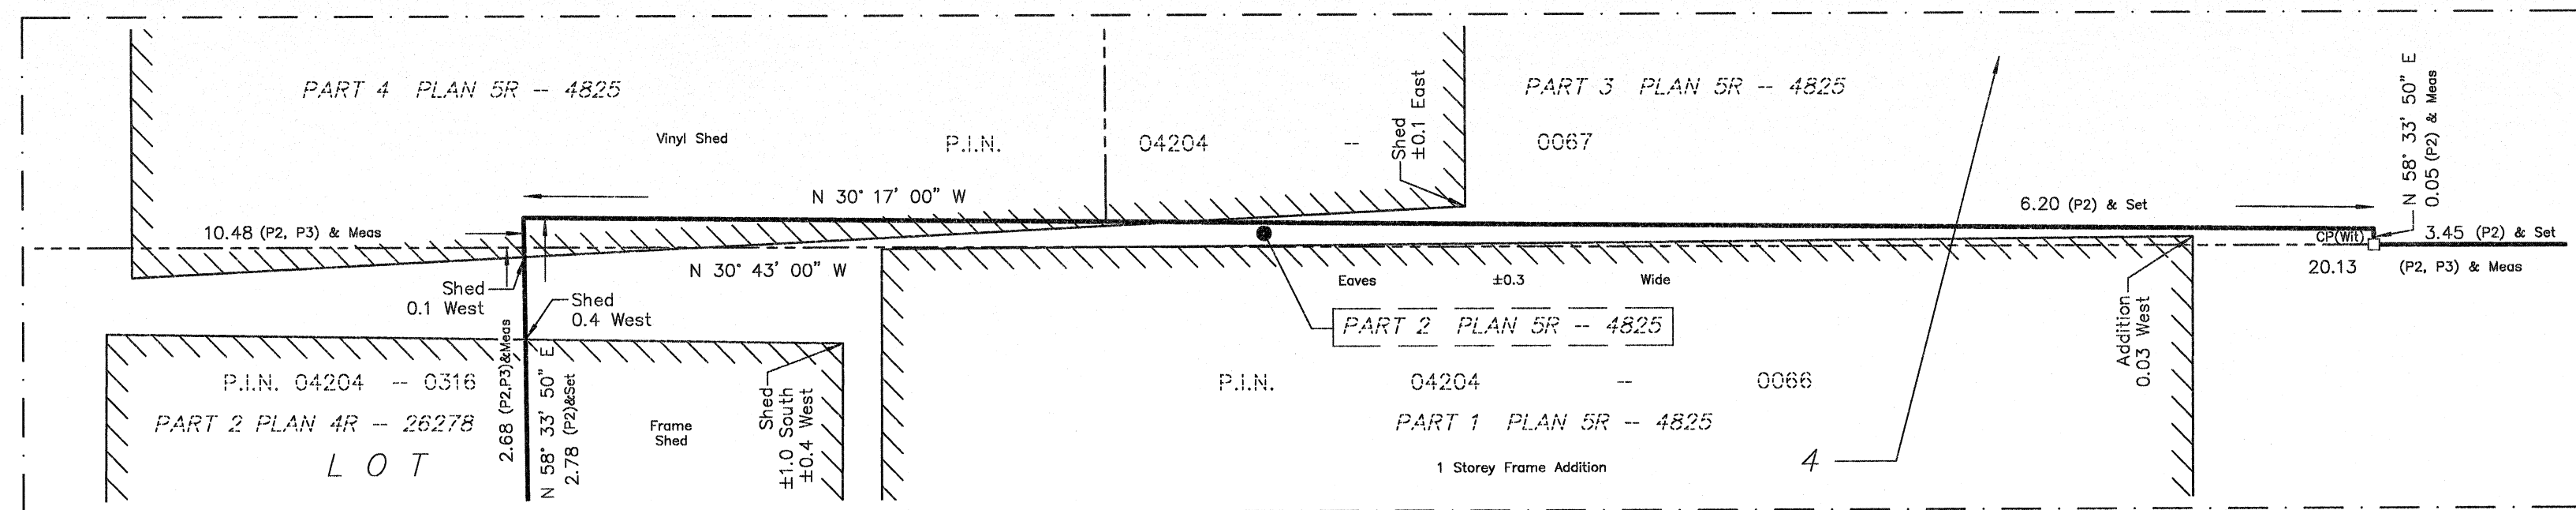 PART 4 PLAN 5R -- 4825
PART 3 PLAN 5R -- 4825
Vinyl Shed
P.I.N. 04204 -- 0067
Shed
±0.1 East
N 58° 33' 50" E
0.05 (P2) & Meas
N 30° 17' 00" W
6.20 (P2) & Set
10.48 (P2, P3) & Meas
CP(Wit)
3.45 (P2) & Set
N 30° 43' 00" W
20.13 (P2, P3) & Meas
Eaves ±0.3 Wide
Shed
0.1 West
Shed
0.4 West
PART 2 PLAN 5R -- 4825
Addition
0.03 West
2.68 (P2,P3)&Meas
N 58° 33' 50" E
2.78 (P2)&Set
P.I.N. 04204 -- 0316
PART 2 PLAN 4R -- 26278
LOT
Frame
Shed
Shed
±1.0 South
±0.4 West
P.I.N. 04204 -- 0066
PART 1 PLAN 5R -- 4825
1 Storey Frame Addition
4